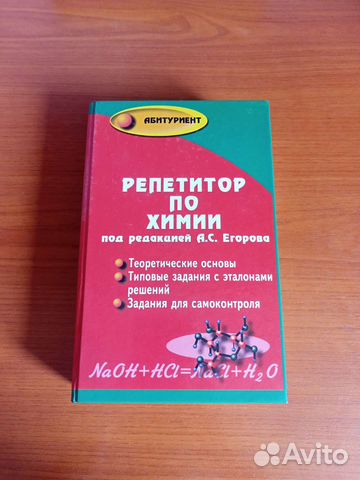 АБИТУРИЕНТ
РЕПЕТИТОР
ПО
ХИМИИ
под редакцией А.С. Егорова
Теоретические основы
Типовые задания с эталонами
решений
Задания для самоконтроля
NaOH+HCl=NaCl+H₂O
Avito